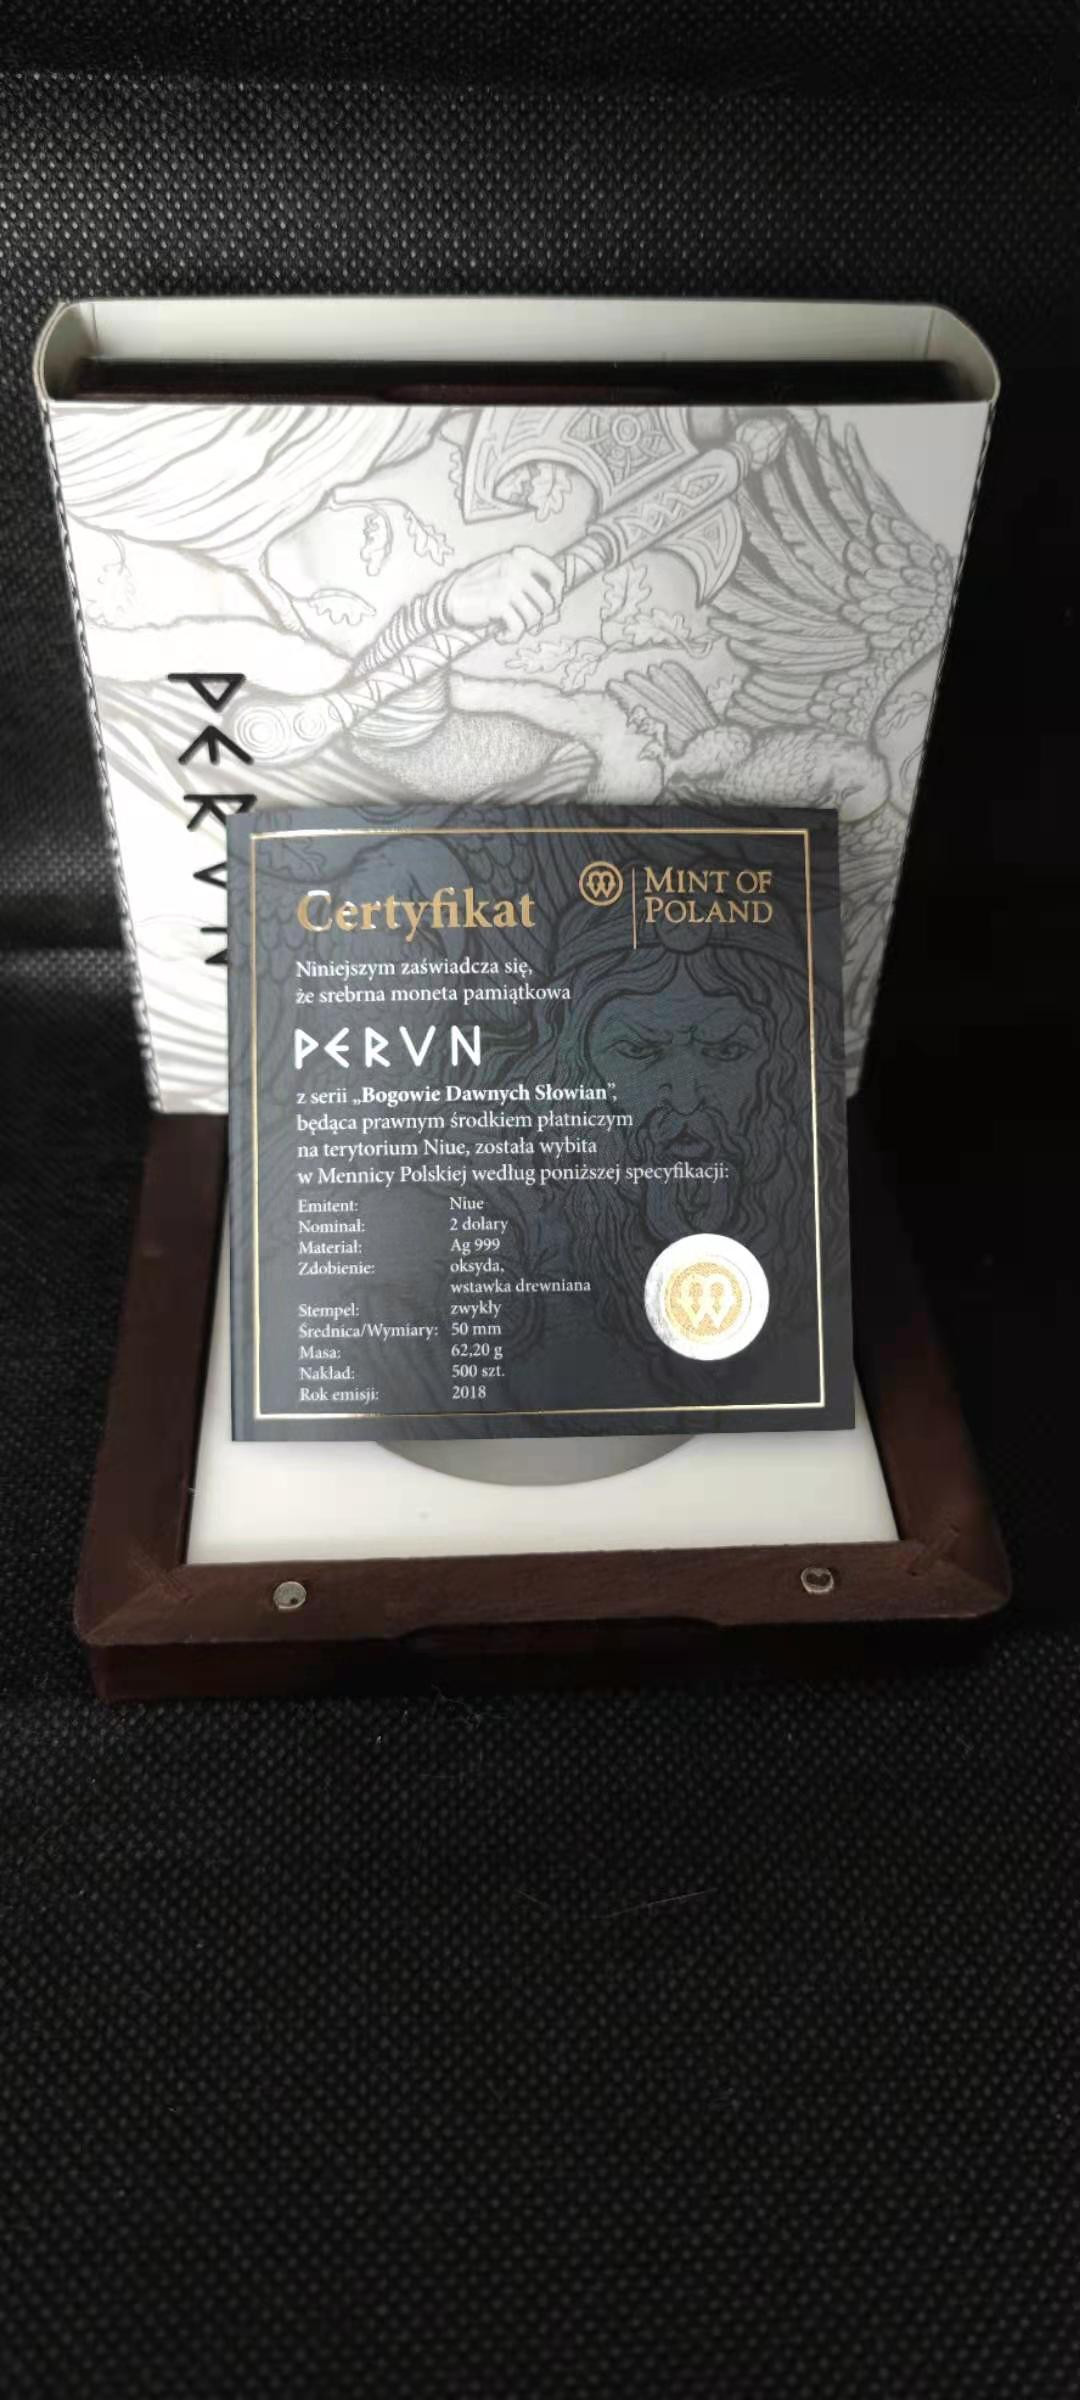 PERVN
Certyfikat
MINT OF
POLAND
Niniejszym zaświadcza się,
że srebrna moneta pamiątkowa
PERVN
z serii „Bogowie Dawnych Słowian”,
będąca prawnym środkiem płatniczym
na terytorium Niue, została wybita
w Mennicy Polskiej według poniższej specyfikacji:
Emitent: Niue
Nominał: 2 dolary
Materiał: Ag 999
Zdobienie: oksyda,
wstawka drewniana
Stempel: zwykły
Średnica/Wymiary: 50 mm
Masa: 62,20 g
Nakład: 500 szt.
Rok emisji: 2018